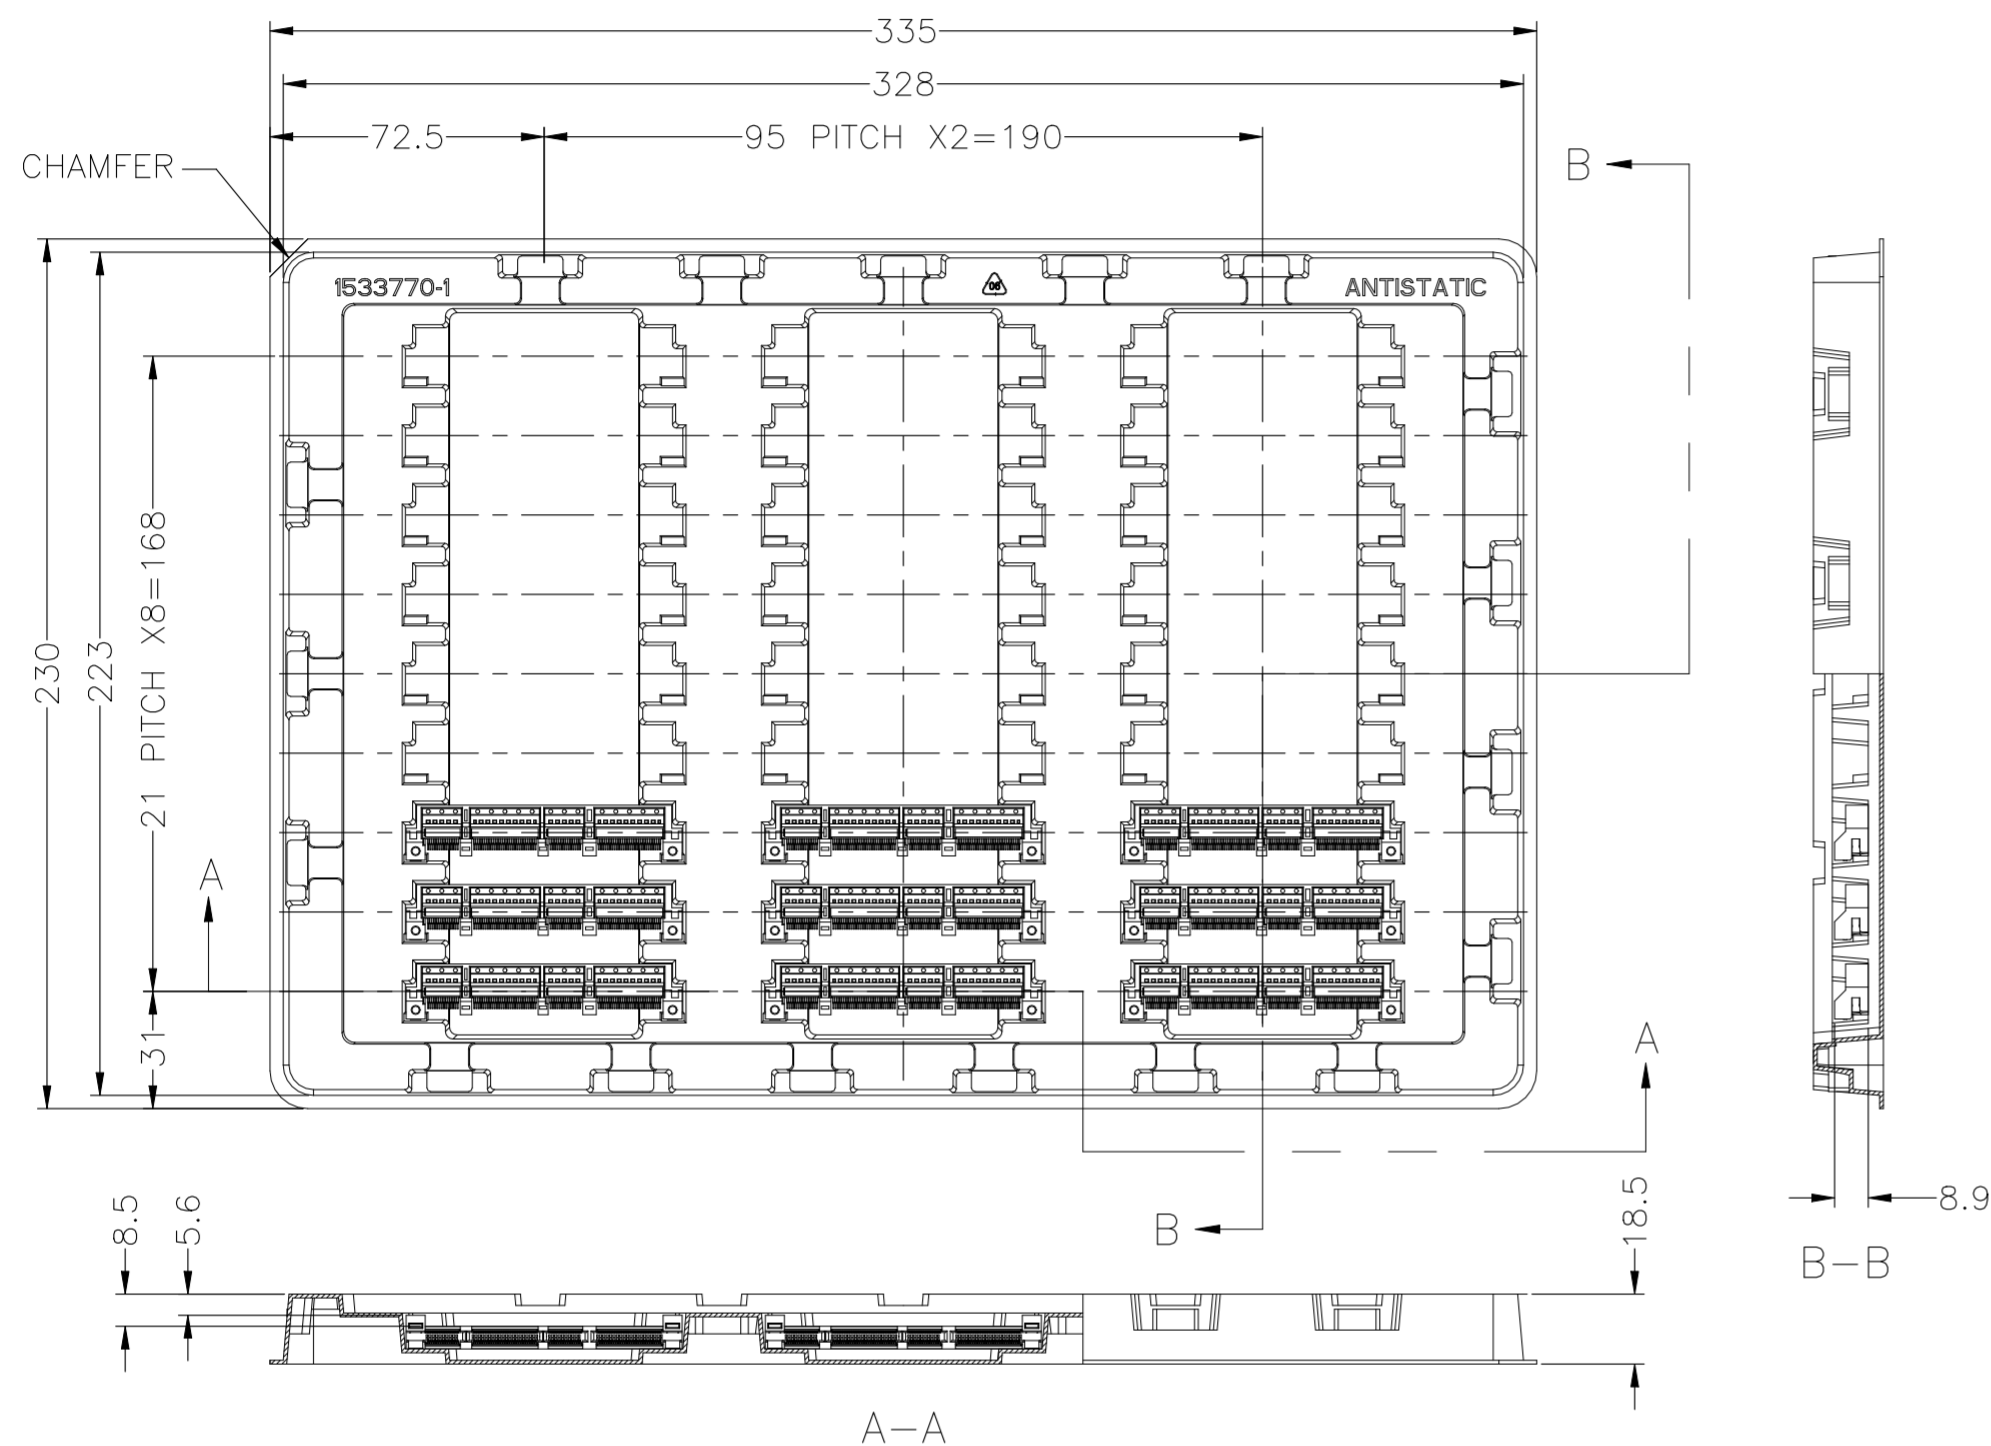 335
328
72.5
95 PITCH X2=190
CHAMFER
B
1533770-1
06
ANTISTATIC
21 PITCH X8=168
230
223
31
A
A
B
8.5
5.6
18.5
8.9
B-B
A-A